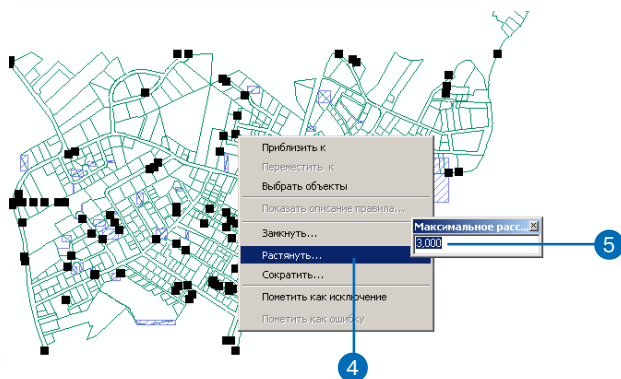 Приблизить к
Переместить к
Выбрать объекты
Показать описание правила...
Замкнуть...
Растянуть...
Сократить...
Пометить как исключение
Пометить как ошибку
Максимальное расс...
3,000
5
4